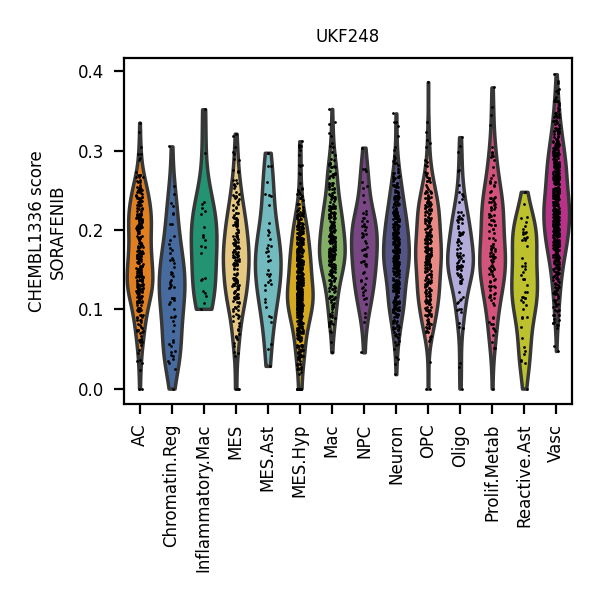 UKF248
CHEMBL1336 score
SORAFENIB
0.4
0.3
0.2
0.1
0.0
AC
Chromatin.Reg
Inflammatory.Mac
MES
MES.Ast
MES.Hyp
Mac
NPC
Neuron
OPC
Oligo
Prolif.Metab
Reactive.Ast
Vasc